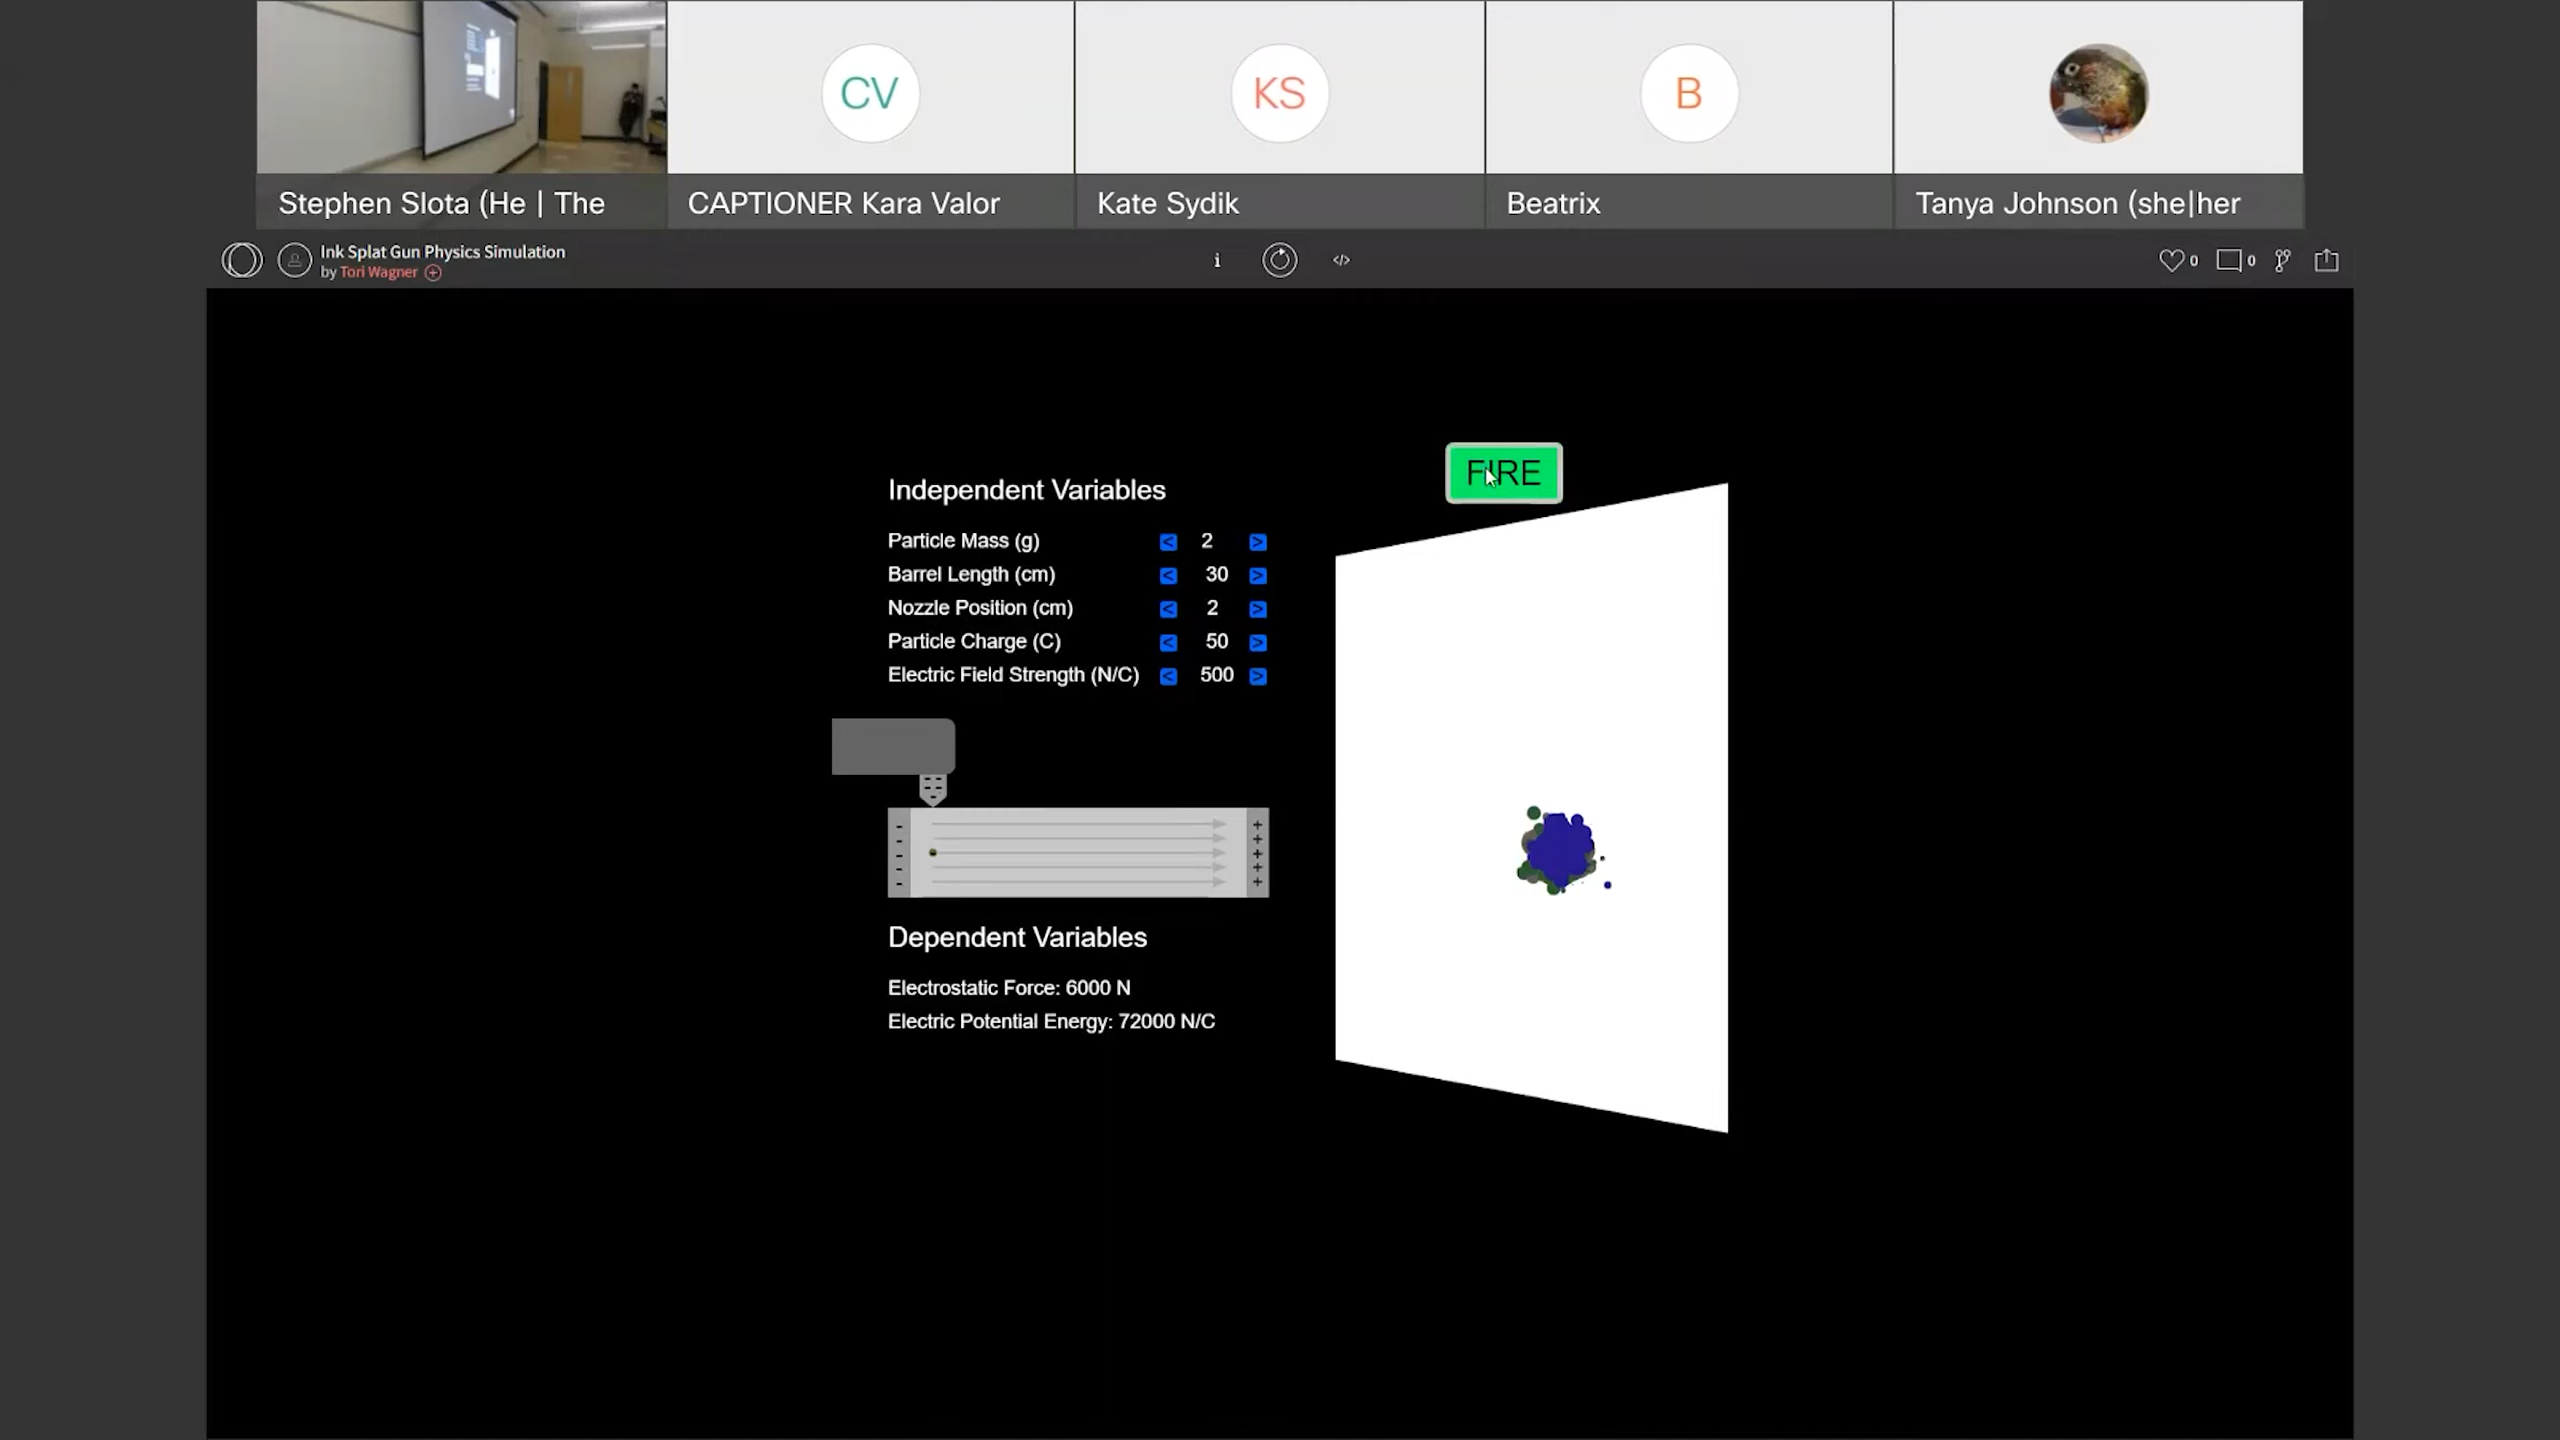 Stephen Slota (He | The
CV
CAPTIONER Kara Valor
KS
Kate Sydik
B
Beatrix
Tanya Johnson (she|her
Ink Splat Gun Physics Simulation
by Tori Wagner
i
</>
0
0
FIRE
Independent Variables
Particle Mass (g) < 2 >
Barrel Length (cm) < 30 >
Nozzle Position (cm) < 2 >
Particle Charge (C) < 50 >
Electric Field Strength (N/C) < 500 >
Dependent Variables
Electrostatic Force: 6000 N
Electric Potential Energy: 72000 N/C